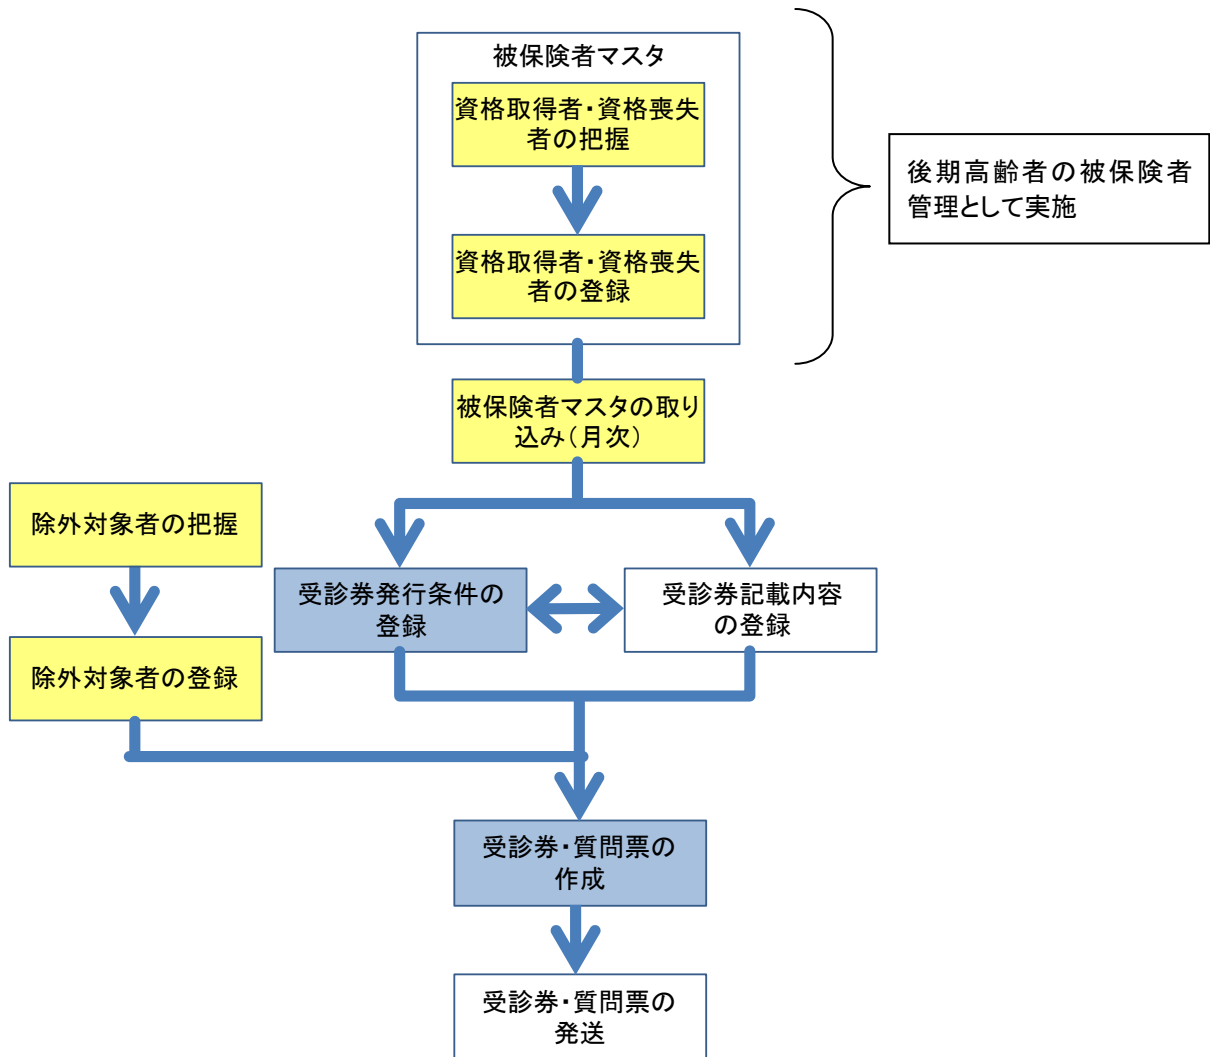 被保険者マスタ
資格取得者・資格喪失
者の把握
資格取得者・資格喪失
者の登録
後期高齢者の被保険者
管理として実施
被保険者マスタの取り
込み（月次）
除外対象者の把握
除外対象者の登録
受診券発行条件の
登録
受診券記載内容
の登録
受診券・質問票の
作成
受診券・質問票の
発送